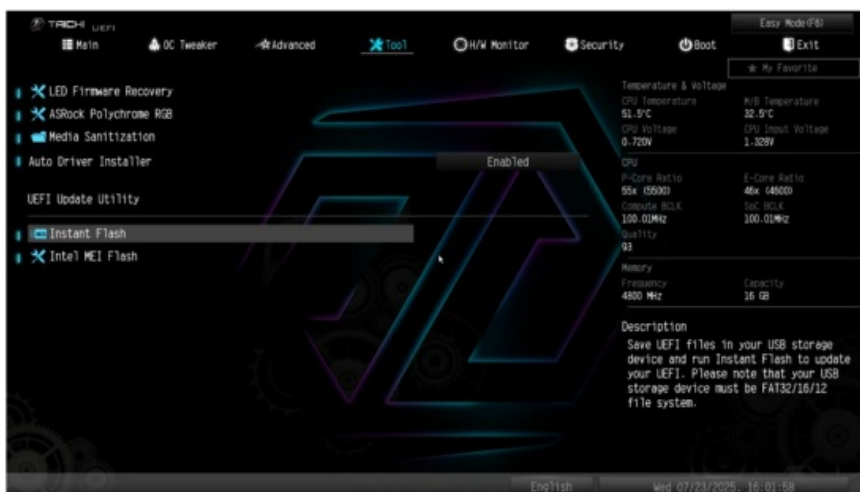 TAICHI UEFI
Easy Mode(F6)
Main
OC Tweaker
Advanced
Tool
H/W Monitor
Security
Boot
Exit
My Favorite
LED Firmware Recovery
ASRock Polychrome RGB
Media Sanitization
Auto Driver Installer
Enabled
UEFI Update Utility
Instant Flash
Intel MEI Flash
Temperature & Voltage
CPU Temperature M/B Temperature
51.5°C 32.5°C
CPU Voltage CPU Input Voltage
0.720V 1.328V
CPU
P-Core Ratio E-Core Ratio
55x (5500) 46x (4600)
Compute BCLK SoC BCLK
100.01MHz 100.01MHz
Quality
93
Memory
Frequency Capacity
4800 MHz 16 GB
Description
Save UEFI files in your USB storage
device and run Instant Flash to update
your UEFI. Please note that your USB
storage device must be FAT32/16/12
file system.
English
Wed 07/23/2025, 16:01:58